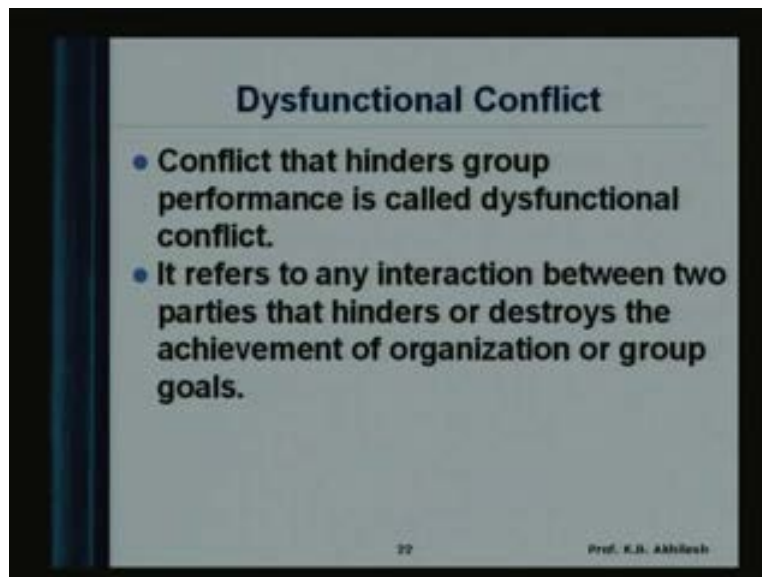 Dysfunctional Conflict
Conflict that hinders group
performance is called dysfunctional
conflict.
It refers to any interaction between two
parties that hinders or destroys the
achievement of organization or group
goals.
22
Prof. K.B. Akhilesh